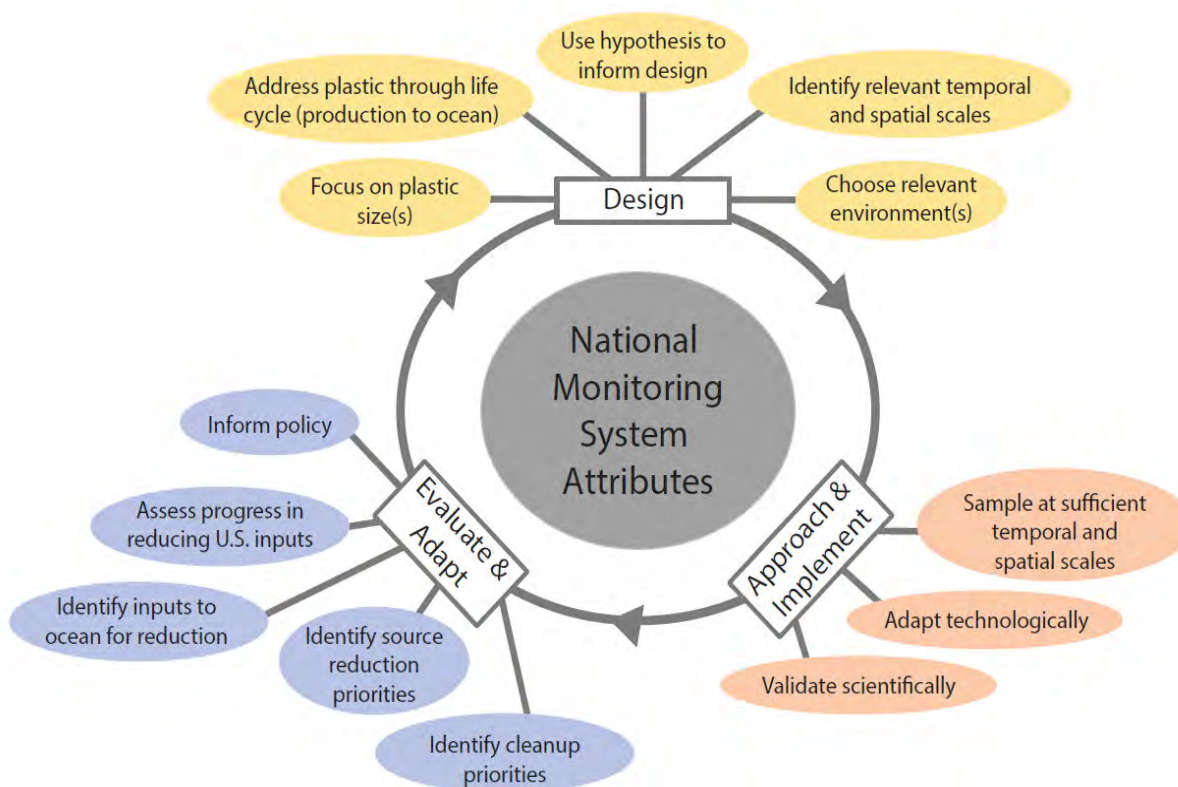 Use hypothesis to
inform design
Address plastic through life
cycle (production to ocean)
Identify relevant temporal
and spatial scales
Focus on plastic
size(s)
Design
Choose relevant
environment(s)
National
Monitoring
System
Attributes
Inform policy
Assess progress in
reducing U.S. inputs
Identify inputs to
ocean for reduction
Identify source
reduction
priorities
Identify cleanup
priorities
Evaluate &
Adapt
Approach &
Implement
Sample at sufficient
temporal and
spatial scales
Adapt technologically
Validate scientifically